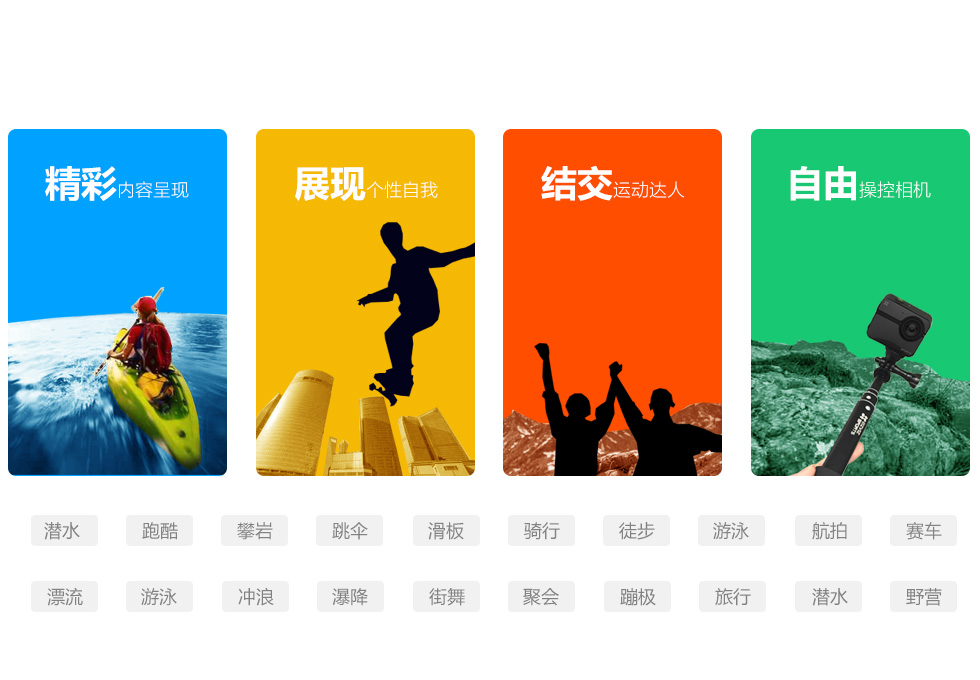 精彩内容呈现
展现个性自我
结交运动达人
自由操控相机
潜水 跑酷 攀岩 跳伞 滑板 骑行 徒步 游泳 航拍 赛车
漂流 游泳 冲浪 瀑降 街舞 聚会 蹦极 旅行 潜水 野营